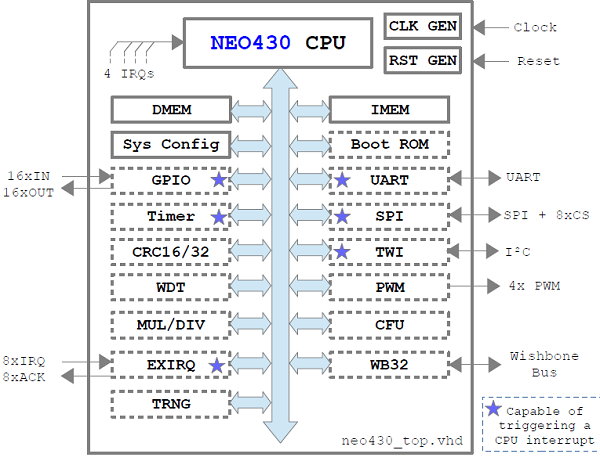 NEO430 CPU
CLK GEN
Clock
RST GEN
Reset
4 IRQs
DMEM
IMEM
Sys Config
Boot ROM
16xIN
16xOUT
GPIO
UART
UART
Timer
SPI
SPI + 8xCS
CRC16/32
TWI
I²C
WDT
PWM
4x PWM
MUL/DIV
CFU
8xIRQ
8xACK
EXIRQ
WB32
Wishbone
Bus
TRNG
neo430_top.vhd
Capable of
triggering a
CPU interrupt